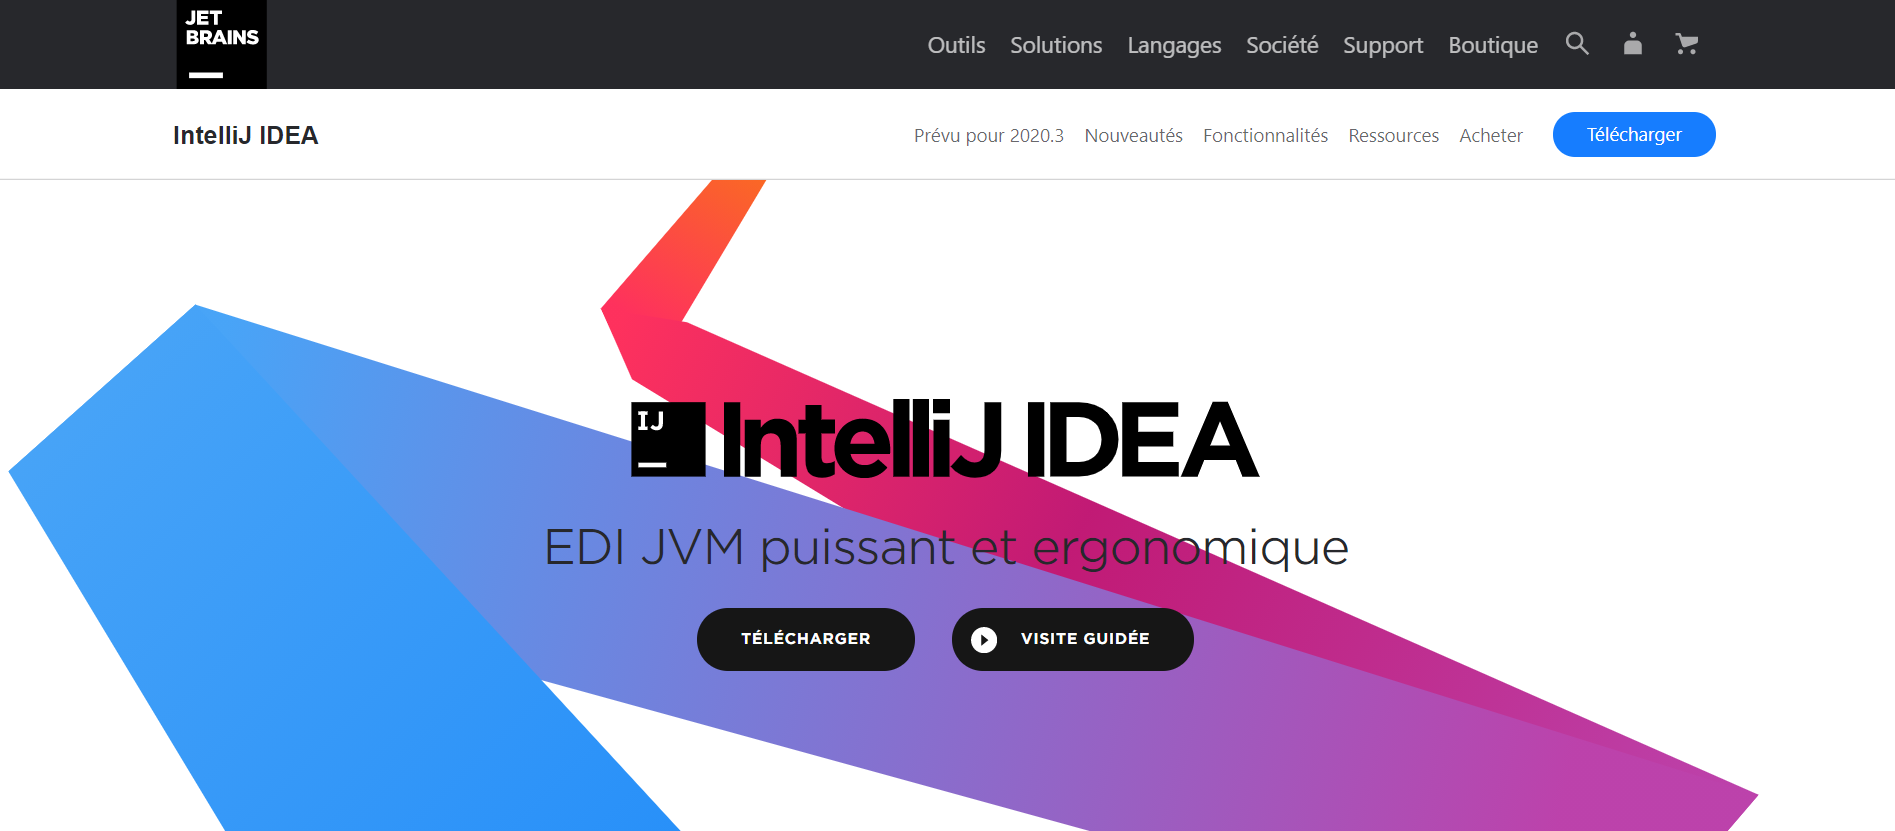 JET
BRAINS
Outils Solutions Langages Société Support Boutique
IntelliJ IDEA
Prévu pour 2020.3 Nouveautés Fonctionnalités Ressources Acheter Télécharger
IJ IntelliJ IDEA
EDI JVM puissant et ergonomique
TÉLÉCHARGER VISITE GUIDÉE